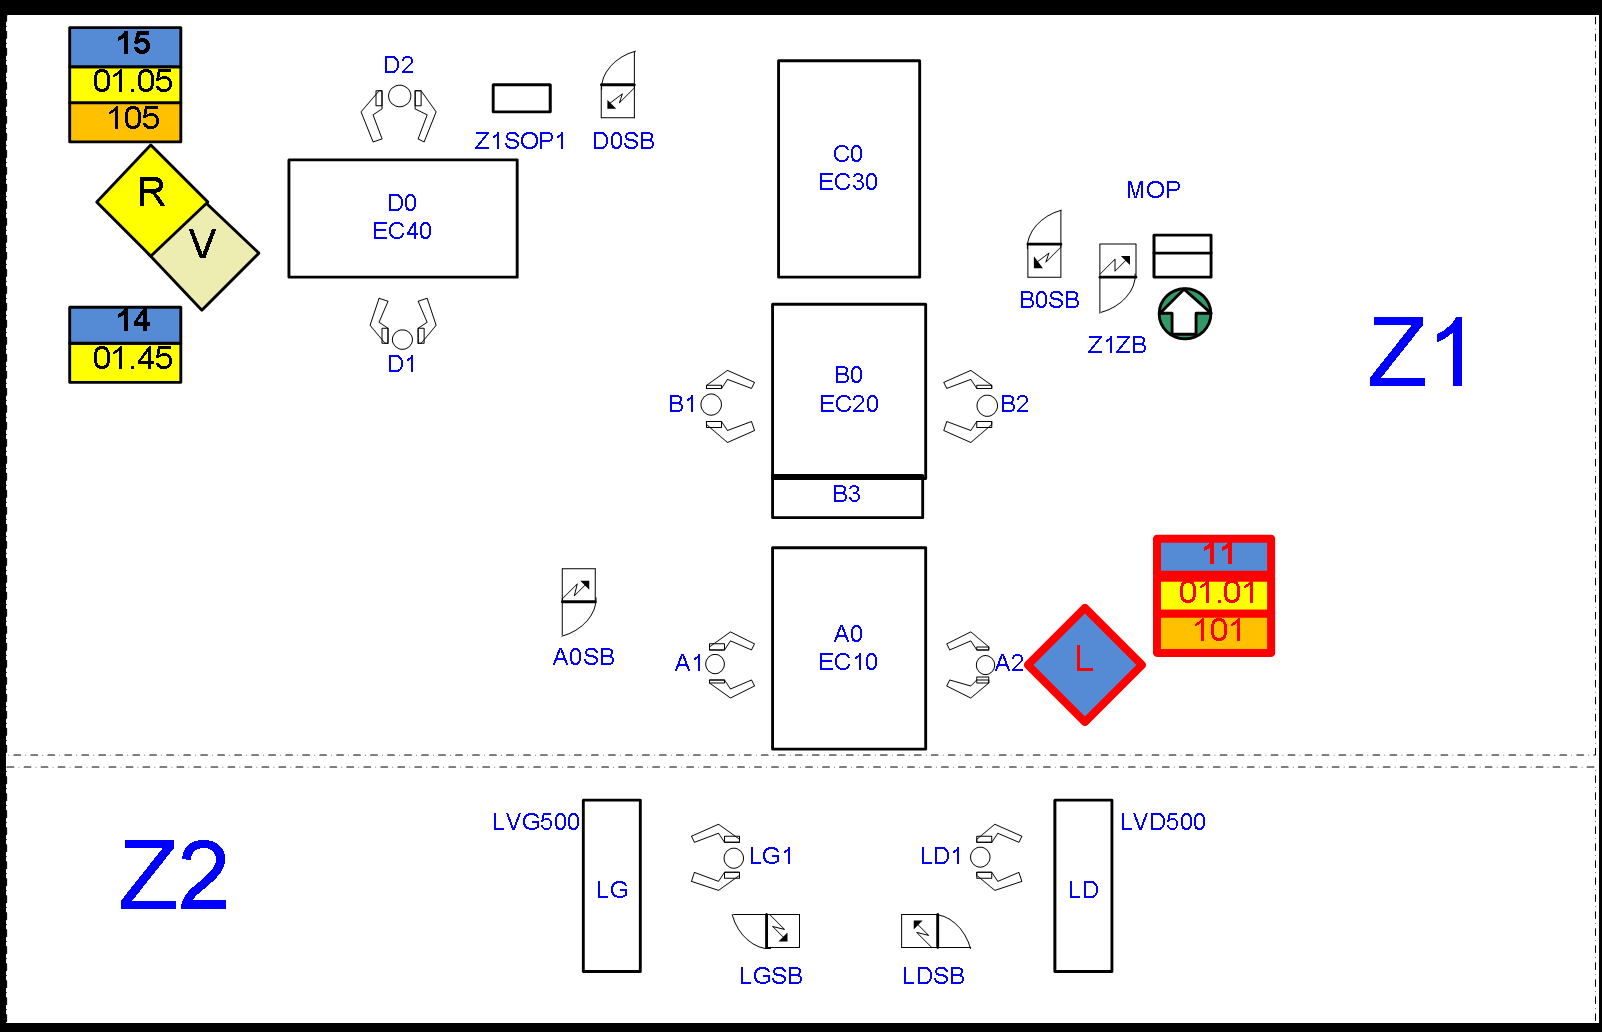 15
01.05
105
R
V
14
01.45
D2
Z1SOP1
D0SB
D0
EC40
D1
C0
EC30
MOP
B0SB
Z1ZB
Z1
B0
EC20
B1
B2
B3
A0SB
A0
EC10
A1
A2
L
11
01.01
101
Z2
LVG500
LG
LG1
LGSB
LD1
LDSB
LVD500
LD